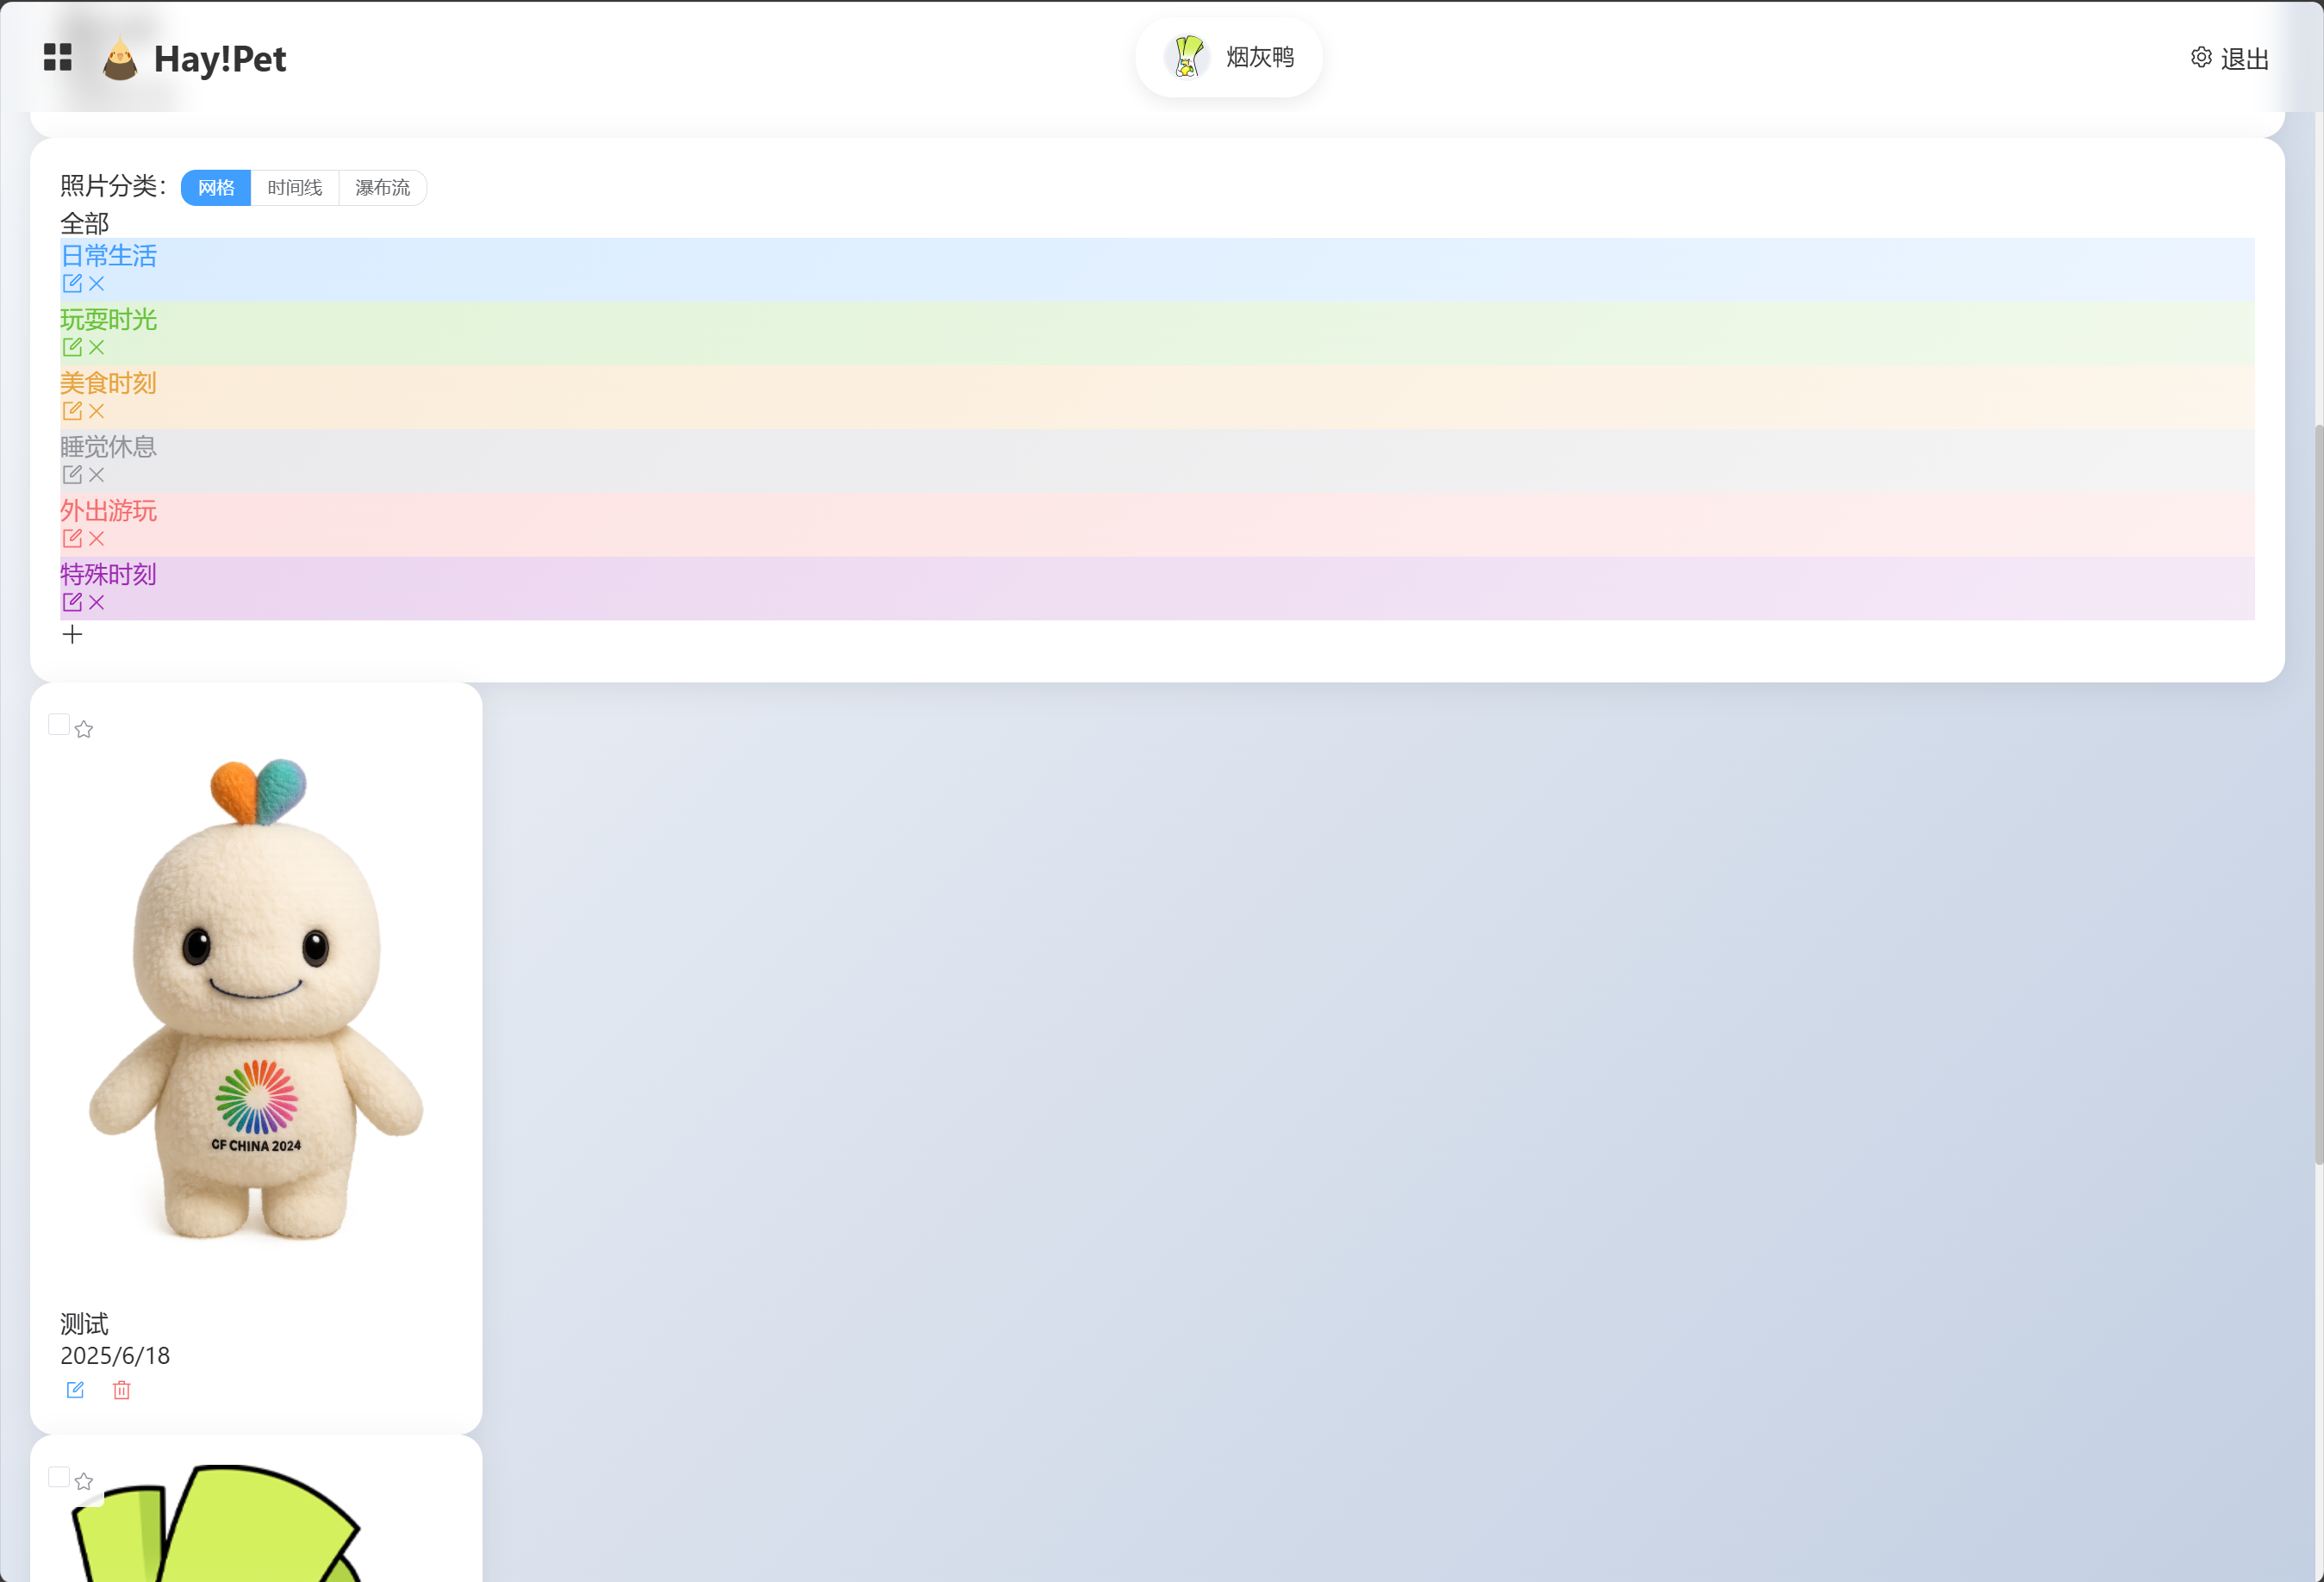 Hay!Pet
烟灰鸭
退出
照片分类：
网格
时间线
瀑布流
全部
日常生活
玩耍时光
美食时刻
睡觉休息
外出游玩
特殊时刻
GF CHINA 2024
测试
2025/6/18